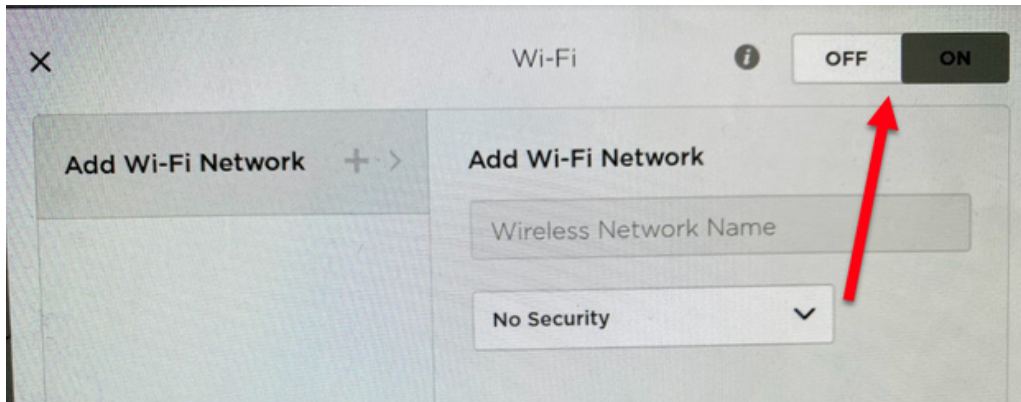 Wi-Fi
OFF
ON
Add Wi-Fi Network
Add Wi-Fi Network
Wireless Network Name
No Security